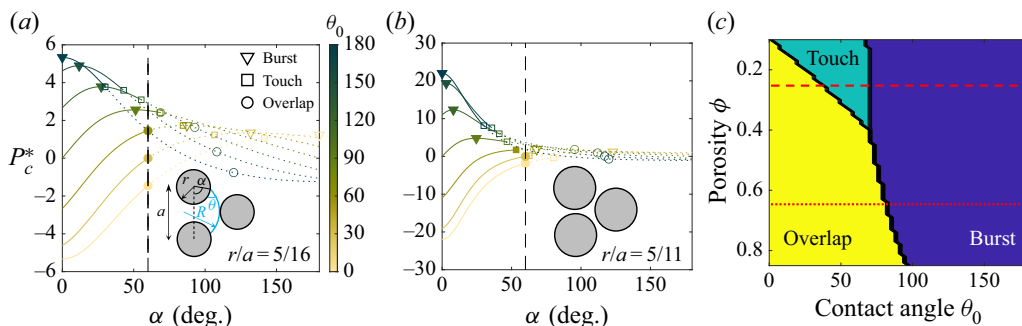 (a)
θ0
6
4
2
0
−2
−4
−6
P*c
0
50
100
150
α (deg.)
Burst
Touch
Overlap
r
α
θ
R
a
r/a = 5/16
180
150
120
90
60
30
0
(b)
30
20
10
0
−10
−20
−30
0
50
100
150
α (deg.)
r/a = 5/11
(c)
Porosity ϕ
0.2
0.4
0.6
0.8
Touch
Overlap
Burst
0
50
100
150
Contact angle θ0